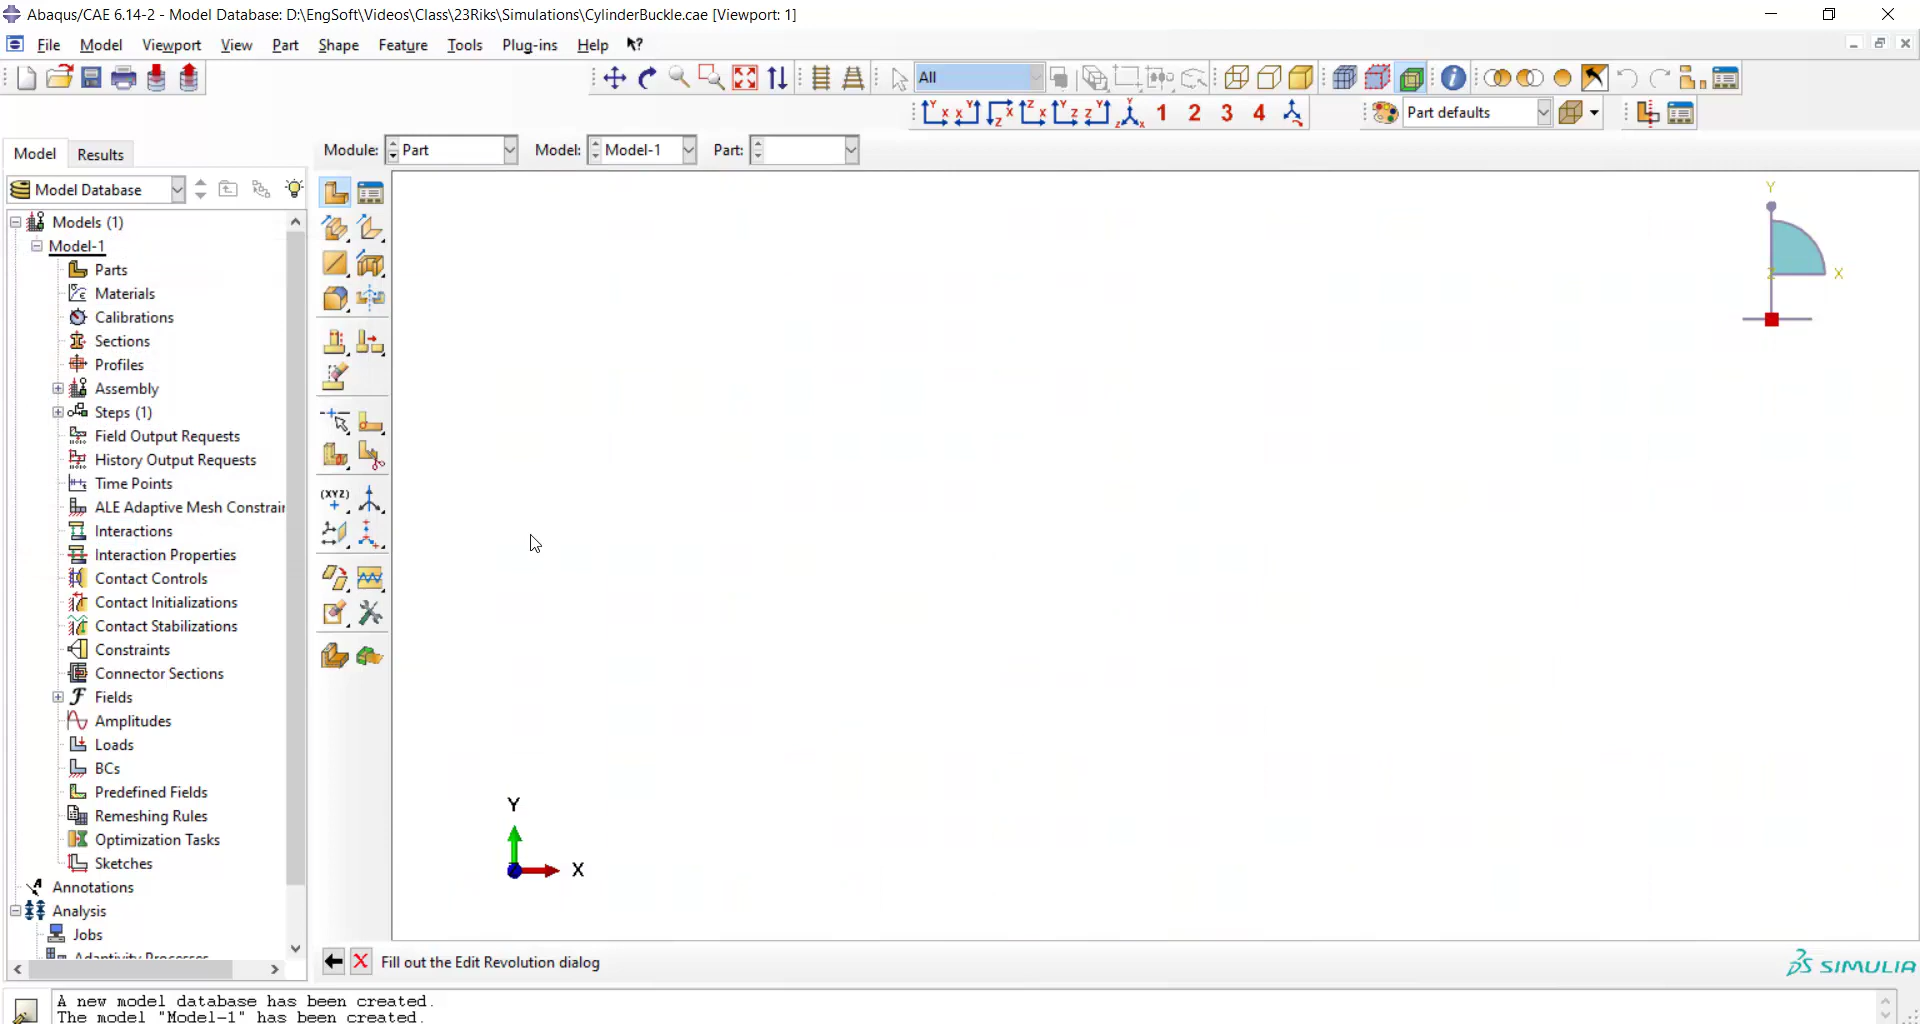 Abaqus/CAE 6.14-2 - Model Database: D:\EngSoft\Videos\Class\23Riks\Simulations\CylinderBuckle.cae [Viewport: 1]
File Model Viewport View Part Shape Feature Tools Plug-ins Help
All
1 2 3 4
Part defaults
Model Results
Module: Part Model: Model-1 Part:
Model Database
Models (1)
Model-1
Parts
Materials
Calibrations
Sections
Profiles
Assembly
Steps (1)
Field Output Requests
History Output Requests
Time Points
ALE Adaptive Mesh Constrai
Interactions
Interaction Properties
Contact Controls
Contact Initializations
Contact Stabilizations
Constraints
Connector Sections
Fields
Amplitudes
Loads
BCs
Predefined Fields
Remeshing Rules
Optimization Tasks
Sketches
Annotations
Analysis
Jobs
(XYZ)
Y
X
Z
Y
X
Fill out the Edit Revolution dialog
SIMULIA
A new model database has been created.
The model "Model-1" has been created.